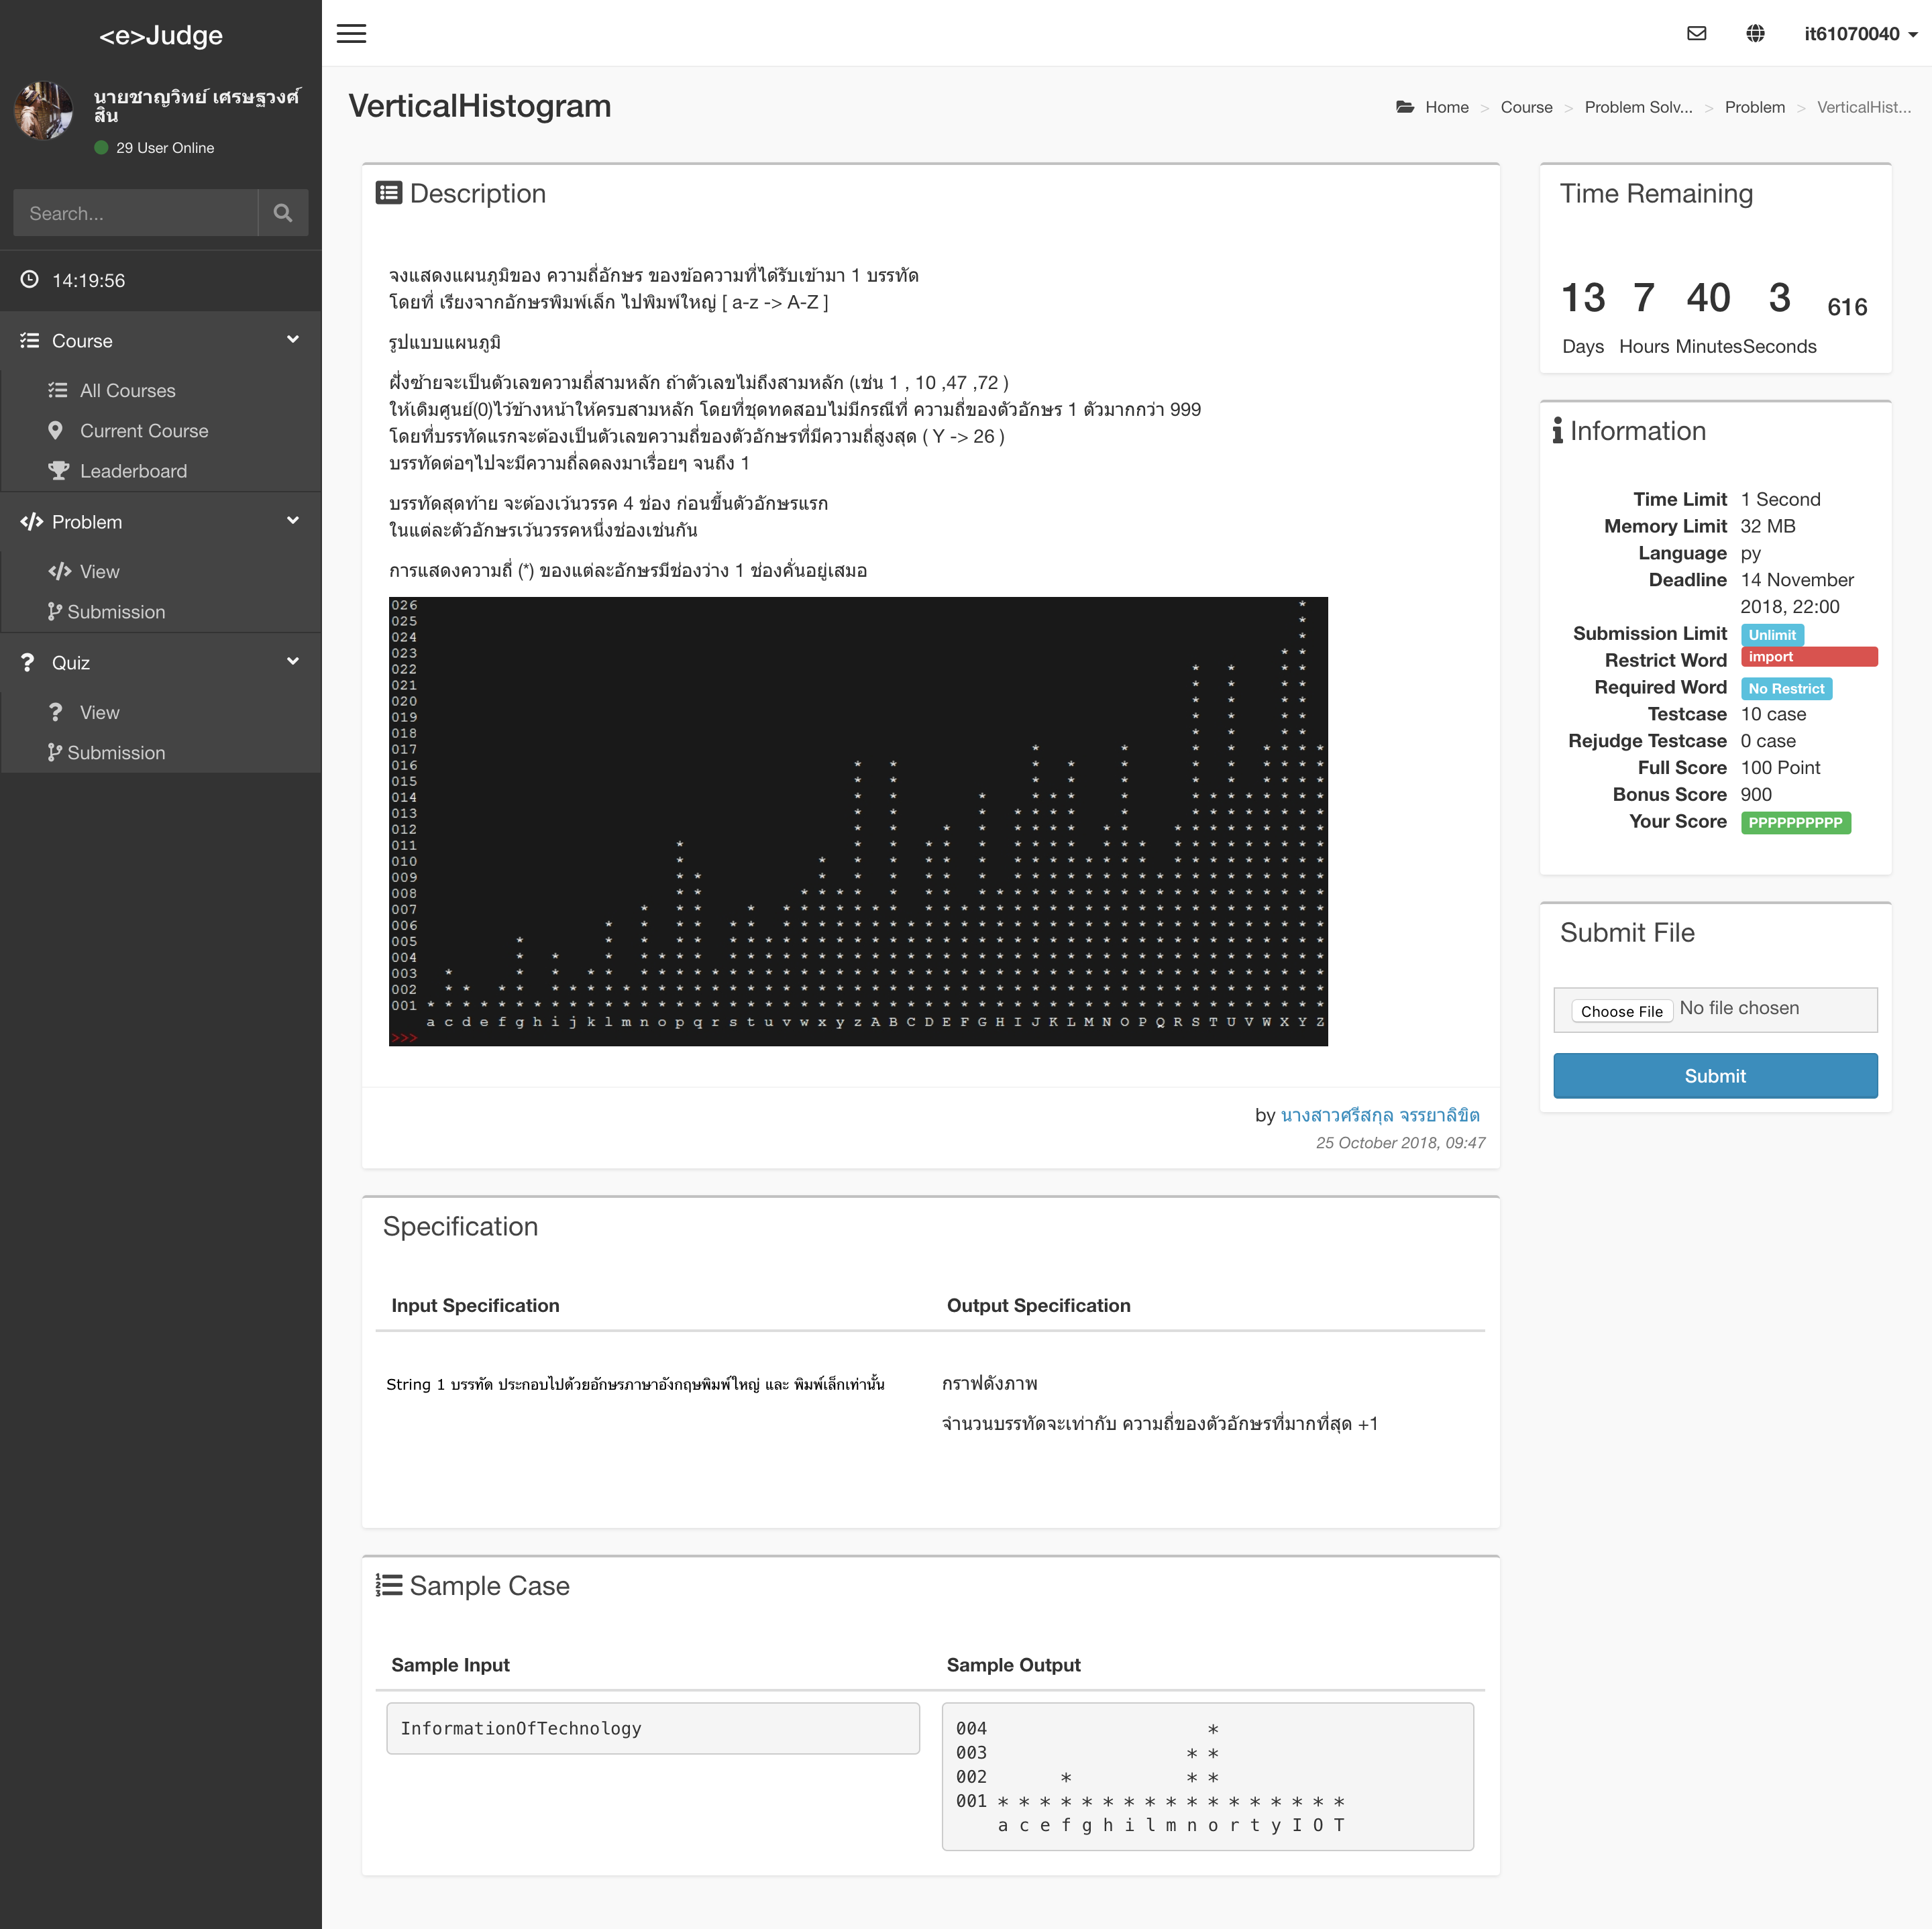 <e>Judge
it61070040
นายชาญวิทย์ เศรษฐวงศ์
สิน
29 User Online
Search...
14:19:56
Course
All Courses
Current Course
Leaderboard
Problem
View
Submission
Quiz
View
Submission
VerticalHistogram
Home > Course > Problem Solv... > Problem > VerticalHist...
Description
จงแสดงแผนภูมิของ ความถี่อักษร ของข้อความที่ได้รับเข้ามา 1 บรรทัด
โดยที่ เรียงจากอักษรพิมพ์เล็ก ไปพิมพ์ใหญ่ [ a-z -> A-Z ]
รูปแบบแผนภูมิ
ฝั่งซ้ายจะเป็นตัวเลขความถี่สามหลัก ถ้าตัวเลขไม่ถึงสามหลัก (เช่น 1 , 10 ,47 ,72 )
ให้เติมศูนย์(0)ไว้ข้างหน้าให้ครบสามหลัก โดยที่ชุดทดสอบไม่มีกรณีที่ ความถี่ของตัวอักษร 1 ตัวมากกว่า 999
โดยที่บรรทัดแรกจะต้องเป็นตัวเลขความถี่ของตัวอักษรที่มีความถี่สูงสุด ( Y -> 26 )
บรรทัดต่อๆไปจะมีความถี่ลดลงมาเรื่อยๆ จนถึง 1
บรรทัดสุดท้าย จะต้องเว้นวรรค 4 ช่อง ก่อนขึ้นตัวอักษรแรก
ในแต่ละตัวอักษรเว้นวรรคหนึ่งช่องเช่นกัน
การแสดงความถี่ (*) ของแต่ละอักษรมีช่องว่าง 1 ช่องคั่นอยู่เสมอ
026
025
024
023
022
021
020
019
018
017
016
015
014
013
012
011
010
009
008
007
006
005
004
003
002
001
a c d e f g h i j k l m n o p q r s t u v w x y z A B C D E F G H I J K L M N O P Q R S T U V W X Y Z
>>>
by นางสาวศรีสกุล จรรยาลิขิต
25 October 2018, 09:47
Time Remaining
13 7 40 3 616
Days Hours Minutes Seconds
Information
Time Limit 1 Second
Memory Limit 32 MB
Language py
Deadline 14 November
2018, 22:00
Submission Limit Unlimit
Restrict Word import
Required Word No Restrict
Testcase 10 case
Rejudge Testcase 0 case
Full Score 100 Point
Bonus Score 900
Your Score PPPPPPPPPP
Submit File
Choose File No file chosen
Submit
Specification
Input Specification
Output Specification
String 1 บรรทัด ประกอบไปด้วยอักษรภาษาอังกฤษพิมพ์ใหญ่ และ พิมพ์เล็กเท่านั้น
กราฟดังภาพ
จำนวนบรรทัดจะเท่ากับ ความถี่ของตัวอักษรที่มากที่สุด +1
Sample Case
Sample Input
Sample Output
InformationOfTechnology
004                     *
003                   * *
002       *           * *
001 * * * * * * * * * * * * * * * * *
    a c e f g h i l m n o r t y I O T